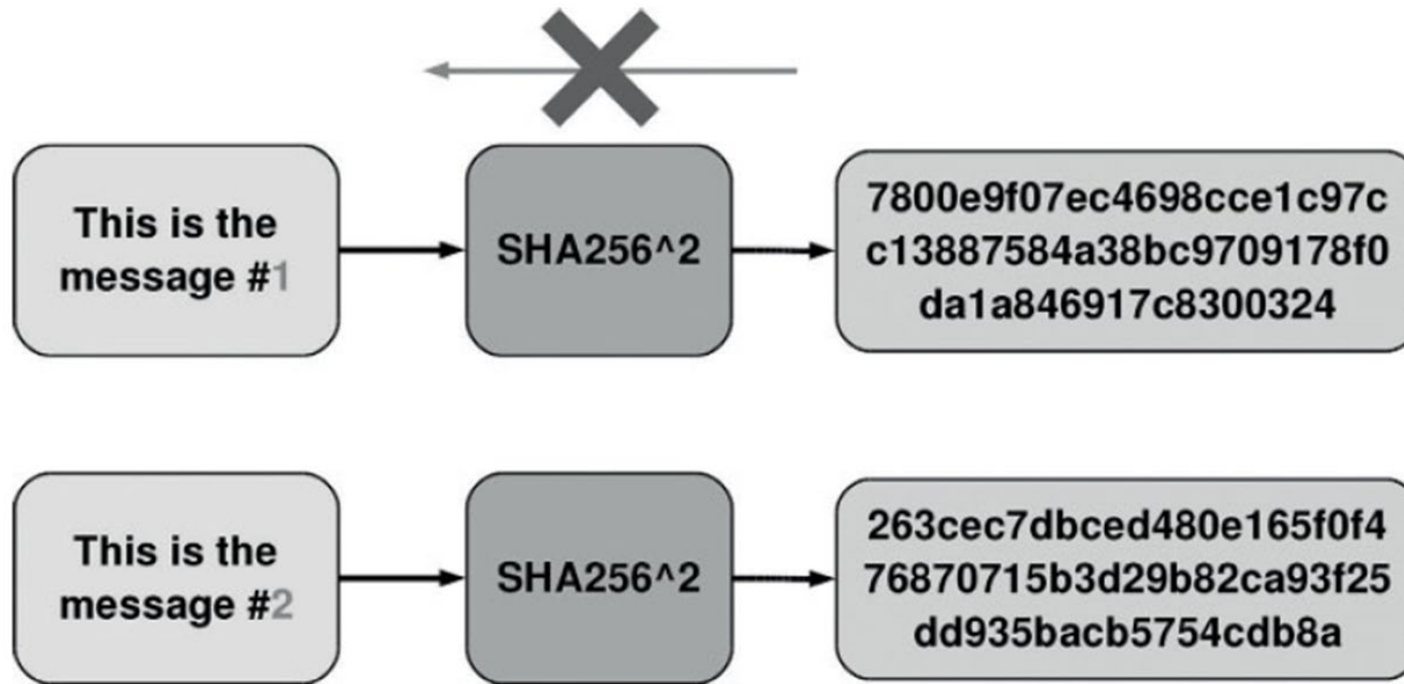 This is the
message #1
SHA256^2
7800e9f07ec4698cce1c97c
c13887584a38bc9709178f0
da1a846917c8300324
This is the
message #2
SHA256^2
263cec7dbced480e165f0f4
76870715b3d29b82ca93f25
dd935bacb5754cdb8a